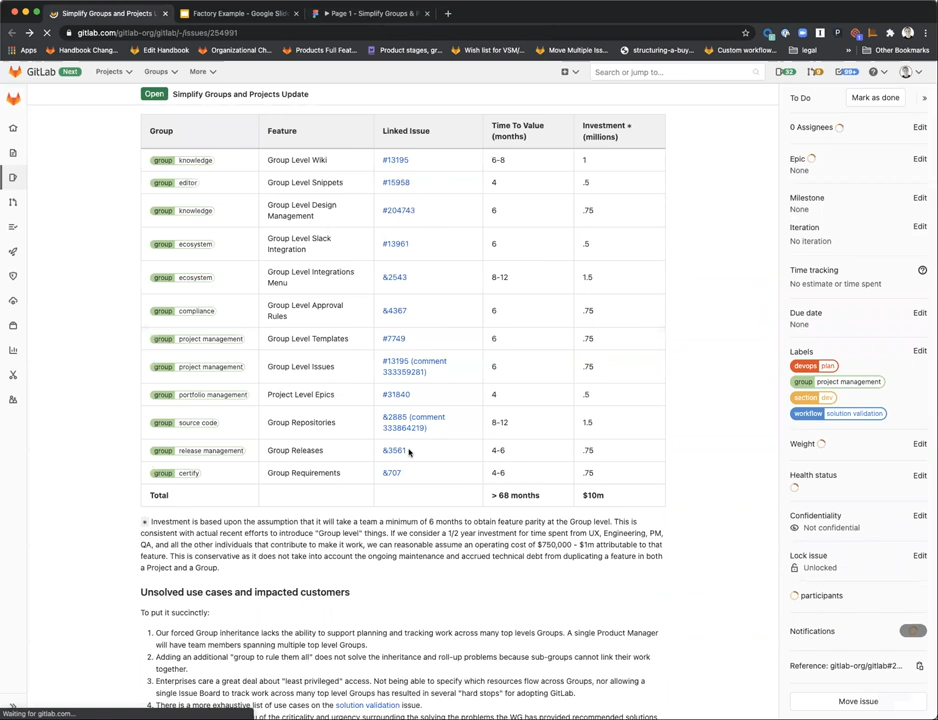 Simplify Groups and Projects U
Factory Example - Google Slid
Page 1 - Simplify Groups & P
gitlab.com/gitlab-org/gitlab/-/issues/254991
Apps
Handbook Chang...
Edit Handbook
Organizational Ch...
Products Full Feat...
Product stages, gr...
Wish list for VSM/...
Move Multiple Iss...
structuring-a-buy...
Custom workflow...
legal
»
Other Bookmarks
GitLab Next
Projects
Groups
More
Search or jump to...
32
9
99+
Open Simplify Groups and Projects Update
Group Feature Linked Issue Time To Value (months) Investment * (millions)
group knowledge Group Level Wiki #13195 6-8 1
group editor Group Level Snippets #15958 4 .5
group knowledge Group Level Design Management #204743 6 .75
group ecosystem Group Level Slack Integration #13961 6 .5
group ecosystem Group Level Integrations Menu &2543 8-12 1.5
group compliance Group Level Approval Rules &4367 6 .75
group project management Group Level Templates #7749 6 .75
group project management Group Level Issues #13195 (comment 333359281) 6 .75
group portfolio management Project Level Epics #31840 4 .5
group source code Group Repositories &2885 (comment 333864219) 8-12 1.5
group release management Group Releases &3561 4-6 .75
group certify Group Requirements &707 4-6 .75
Total > 68 months $10m
* Investment is based upon the assumption that it will take a team a minimum of 6 months to obtain feature parity at the Group level. This is
consistent with actual recent efforts to introduce "Group level" things. If we consider a 1/2 year investment for time spent from UX, Engineering, PM,
QA, and all the other individuals that contribute to make it work, we can reasonable assume an operating cost of $750,000 - $1m attributable to that
feature. This is conservative as it does not take into account the ongoing maintenance and accrued technical debt from duplicating a feature in both
a Project and a Group.
Unsolved use cases and impacted customers
To put it succinctly:
1. Our forced Group inheritance lacks the ability to support planning and tracking work across many top levels Groups. A single Product Manager
will have team members spanning multiple top level Groups.
2. Adding an additional "group to rule them all" does not solve the inheritance and roll-up problems because sub-groups cannot link their work
together.
3. Enterprises care a great deal about "least privileged" access. Not being able to specify which resources flow across Groups, nor allowing a
single Issue Board to track work across many top level Groups has resulted in several "hard stops" for adopting GitLab.
4. There is a more exhaustive list of use cases on the solution validation issue.
of the criticality and urgency surrounding the solving the problems the WG has provided recommended solutions
Waiting for gitlab.com...
To Do
Mark as done
»
0 Assignees
Edit
Epic
Edit
None
Milestone
Edit
None
Iteration
Edit
No iteration
Time tracking
No estimate or time spent
Due date
Edit
None
Labels
Edit
devops plan
group project management
section dev
workflow solution validation
Weight
Edit
Health status
Edit
Confidentiality
Edit
Not confidential
Lock issue
Edit
Unlocked
participants
Notifications
Reference: gitlab-org/gitlab#2...
Move issue